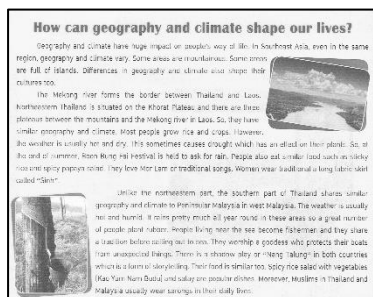 How can geography and climate shape our lives?
Geography and climate have huge impact on people's way of life. In Southeast Asia, even in the same
region, geography and climate vary. Some areas are mountainous. Some areas
are full of islands. Differences in geography and climate also shape their
cultures too.
The Mekong river forms the border between Thailand and Laos.
Northeastern Thailand is situated on the Khorat Plateau and there are three
plateaus between the mountains and the Mekong river in Laos. So, they have
similar geography and climate. Most people grow rice and crops. However,
the weather is usually hot and dry. This sometimes causes drought which has an effect on their plants. So, at
the end of summer, Boon Bung Fai Festival is held to ask for rain. People also eat similar food such as sticky
rice and spicy papaya salad. They love Mor Lam or traditional songs. Women wear traditional long fabric skirt
called "Sinh".
Unlike the northeastern part, the southern part of Thailand shares similar
geography and climate to Peninsular Malaysia in west Malaysia. The weather is usually
hot and humid. It rains pretty much all year round in these areas so a great number
of people plant rubber. People living near the sea become fishermen and they share
a tradition before sailing out to sea. They worship a goddess who protects their boats
from unexpected things. There is a shadow play or "Nang Talung" in both countries
which is a form of storytelling. Their food is similar too. Spicy rice salad with vegetables
(Kao Yam Nam Budu) and satay are popular dishes. Moreover, Muslims in Thailand and
Malaysia usually wear sarongs in their daily lives.